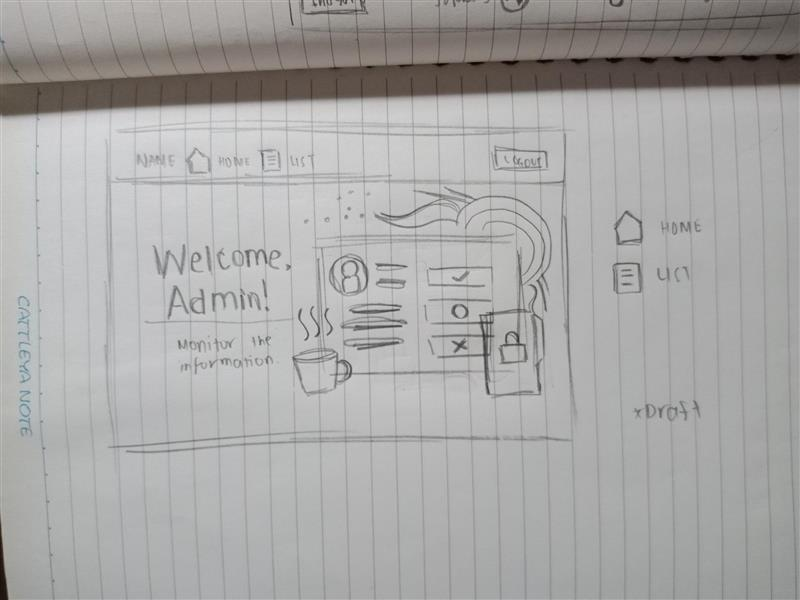 NAME HOME LIST
LOGOUT
Welcome,
Admin!
Monitor the
information.
HOME
LIST
*Draft
CATTLEYA NOTE